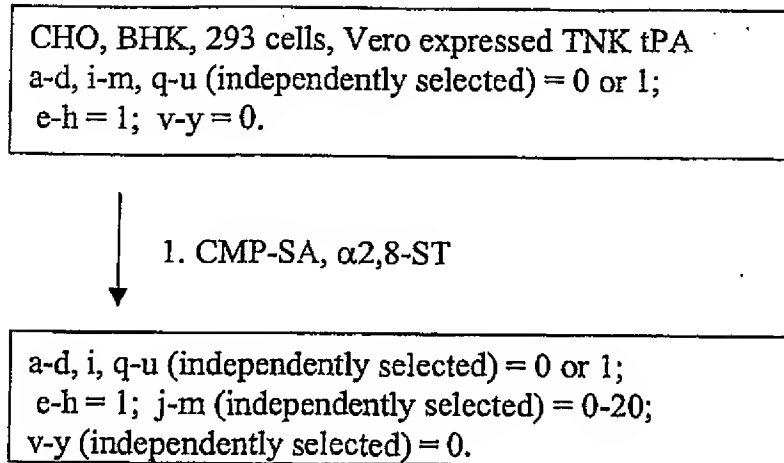 CHO, BHK, 293 cells, Vero expressed TNK tPA
a-d, i-m, q-u (independently selected) = 0 or 1;
e-h = 1; v-y = 0.
1. CMP-SA, α2,8-ST
a-d, i, q-u (independently selected) = 0 or 1;
e-h = 1; j-m (independently selected) = 0-20;
v-y (independently selected) = 0.